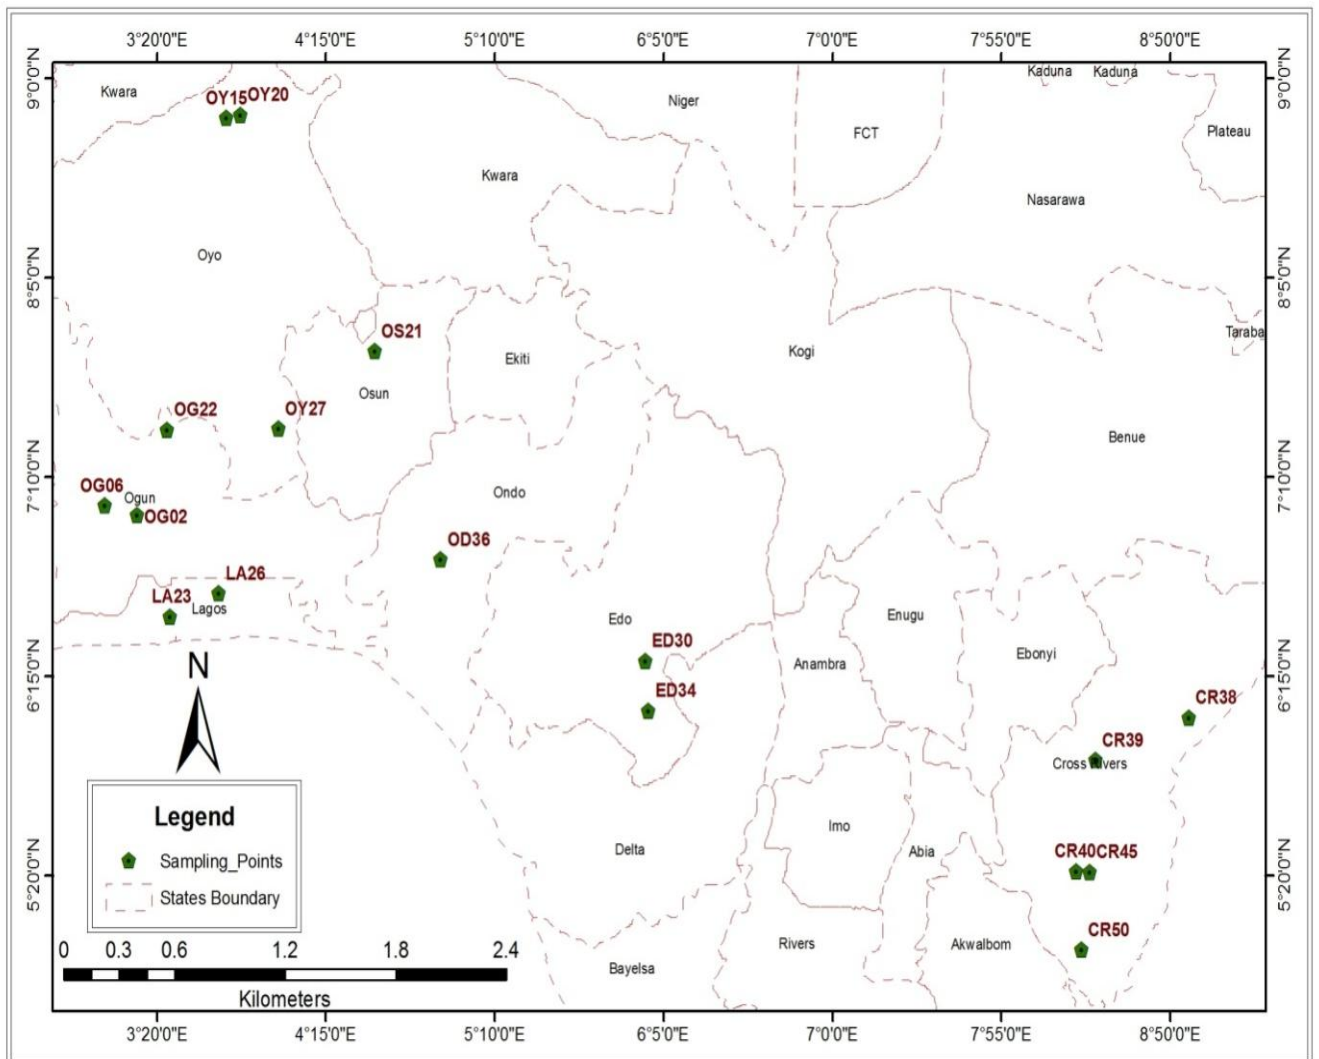 3°20'0"E 4°15'0"E 5°10'0"E 6°5'0"E 7°0'0"E 7°55'0"E 8°50'0"E
9°0'0"N 9°0'0"N
Kaduna Kaduna
Kwara
OY15 OY20
Niger
FCT
Plateau
Kwara
Nasarawa
Oyo
8°5'0"N 8°5'0"N
OS21
Taraba
Ekiti
Kogi
Osun
OG22
OY27
Benue
7°10'0"N 7°10'0"N
OG06
Ogun
Ondo
OG02
OD36
LA26
LA23
Lagos
Edo
Enugu
ED30
Ebonyi
Anambra
N
6°15'0"N 6°15'0"N
ED34
CR38
CR39
Cross Rivers
Legend
Sampling_Points
States Boundary
Imo
Delta
Abia
CR40 CR45
5°20'0"N 5°20'0"N
CR50
Rivers
Akwalbom
Bayelsa
0 0.3 0.6 1.2 1.8 2.4
Kilometers
3°20'0"E 4°15'0"E 5°10'0"E 6°5'0"E 7°0'0"E 7°55'0"E 8°50'0"E